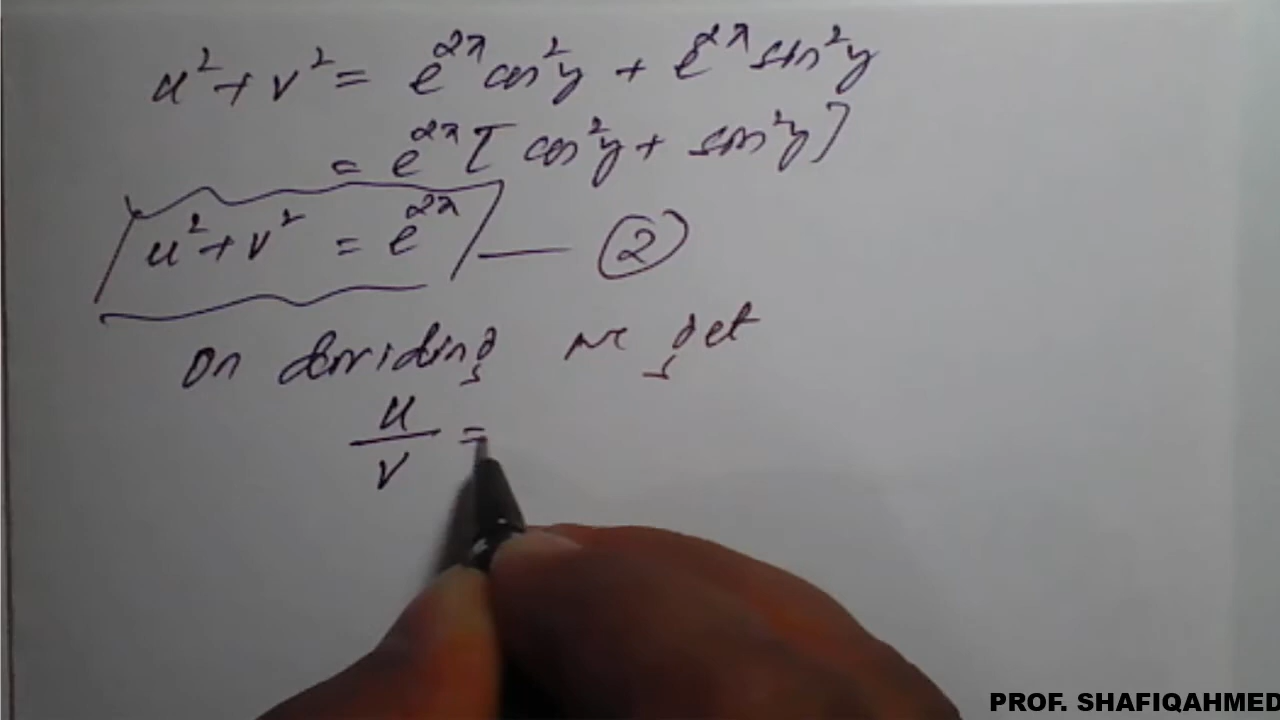 u² + v² = e^2x cos²y + e^2x sin²y
= e^2x [ cos²y + sin²y ]
u² + v² = e^2x — ②
on dividing we get
u/v =
PROF. SHAFIQAHMED